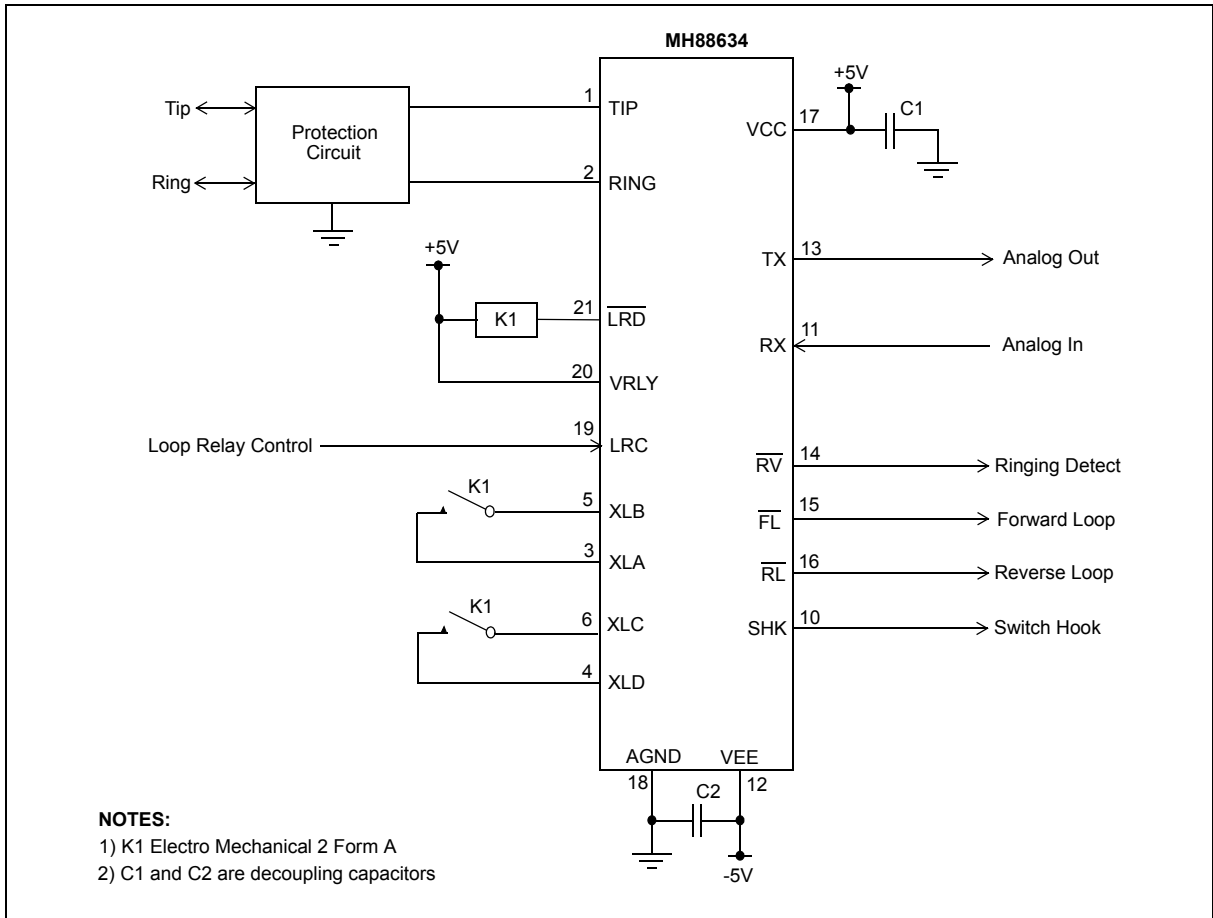 MH88634
Tip
Ring
Protection
Circuit
1
TIP
2
RING
+5V
K1
21
LRD
20
VRLY
Loop Relay Control
19
LRC
K1
5
XLB
3
XLA
K1
6
XLC
4
XLD
+5V
C1
VCC
17
TX
13
Analog Out
RX
11
Analog In
RV
14
Ringing Detect
FL
15
Forward Loop
RL
16
Reverse Loop
SHK
10
Switch Hook
AGND
VEE
18
C2
12
-5V
NOTES:
1) K1 Electro Mechanical 2 Form A
2) C1 and C2 are decoupling capacitors